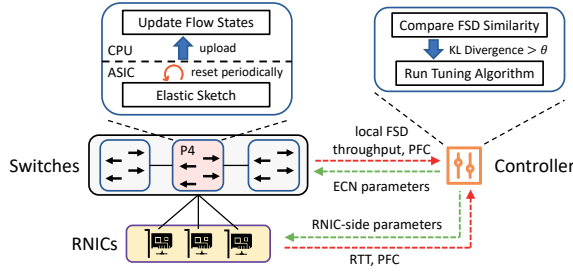 Update Flow States
CPU
upload
ASIC
reset periodically
Elastic Sketch
Compare FSD Similarity
KL Divergence > θ
Run Tuning Algorithm
Switches
P4
local FSD
throughput, PFC
ECN parameters
Controller
RNICs
RNIC-side parameters
RTT, PFC